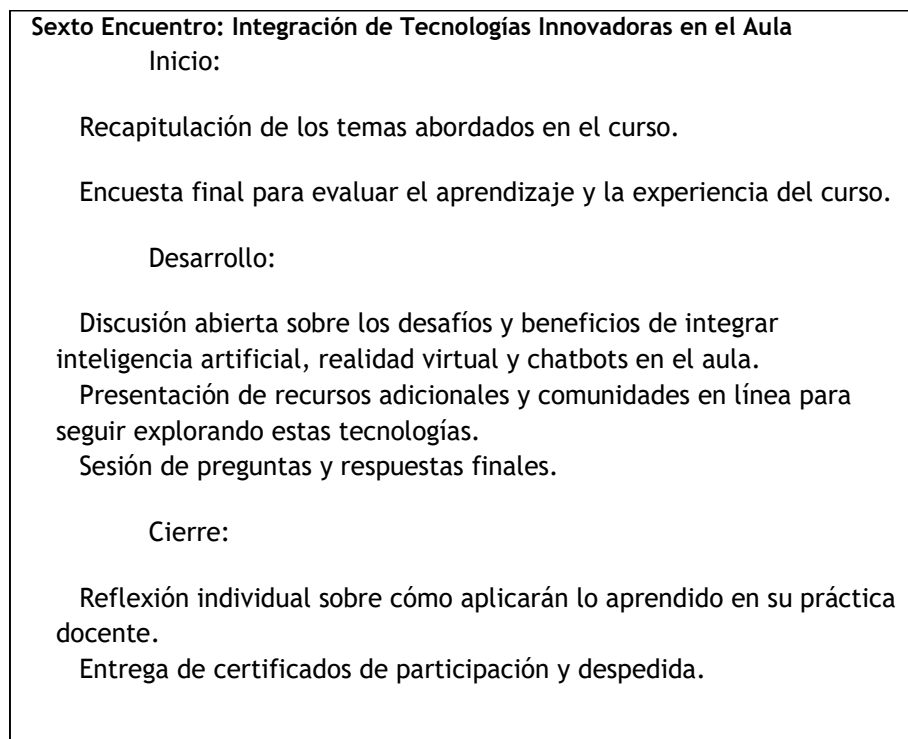 Sexto Encuentro: Integración de Tecnologías Innovadoras en el Aula
Inicio:
Recapitulación de los temas abordados en el curso.
Encuesta final para evaluar el aprendizaje y la experiencia del curso.
Desarrollo:
Discusión abierta sobre los desafíos y beneficios de integrar
inteligencia artificial, realidad virtual y chatbots en el aula.
Presentación de recursos adicionales y comunidades en línea para
seguir explorando estas tecnologías.
Sesión de preguntas y respuestas finales.
Cierre:
Reflexión individual sobre cómo aplicarán lo aprendido en su práctica
docente.
Entrega de certificados de participación y despedida.